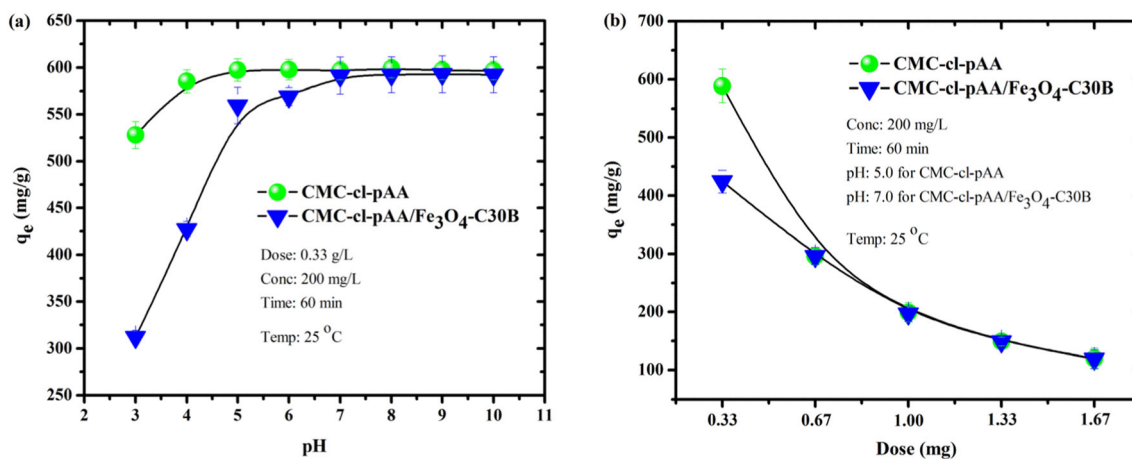 (a)
650
600
550
500
450
400
350
300
250
qe (mg/g)
CMC-cl-pAA
CMC-cl-pAA/Fe3O4-C30B
Dose: 0.33 g/L
Conc: 200 mg/L
Time: 60 min
Temp: 25 °C
2 3 4 5 6 7 8 9 10 11
pH
(b)
700
600
500
400
300
200
100
qe (mg/g)
CMC-cl-pAA
CMC-cl-pAA/Fe3O4-C30B
Conc: 200 mg/L
Time: 60 min
pH: 5.0 for CMC-cl-pAA
pH: 7.0 for CMC-cl-pAA/Fe3O4-C30B
Temp: 25 °C
0.33 0.67 1.00 1.33 1.67
Dose (mg)